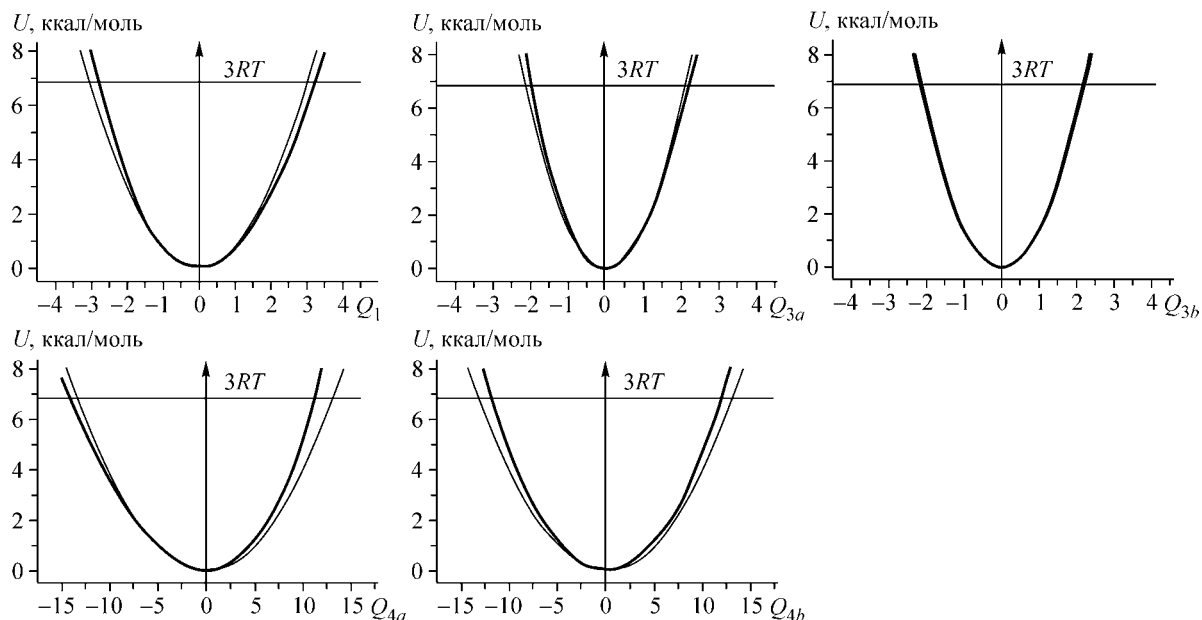 U, ккал/моль
3RT
8
6
4
2
0
–4 –3 –2 –1 0 1 2 3 4 Q1
U, ккал/моль
3RT
8
6
4
2
0
–4 –3 –2 –1 0 1 2 3 4 Q3a
U, ккал/моль
3RT
8
6
4
2
0
–4 –3 –2 –1 0 1 2 3 4 Q3b
U, ккал/моль
3RT
8
6
4
2
0
–15 –10 –5 0 5 10 15 Q4a
U, ккал/моль
3RT
8
6
4
2
0
–15 –10 –5 0 5 10 15 Q4b